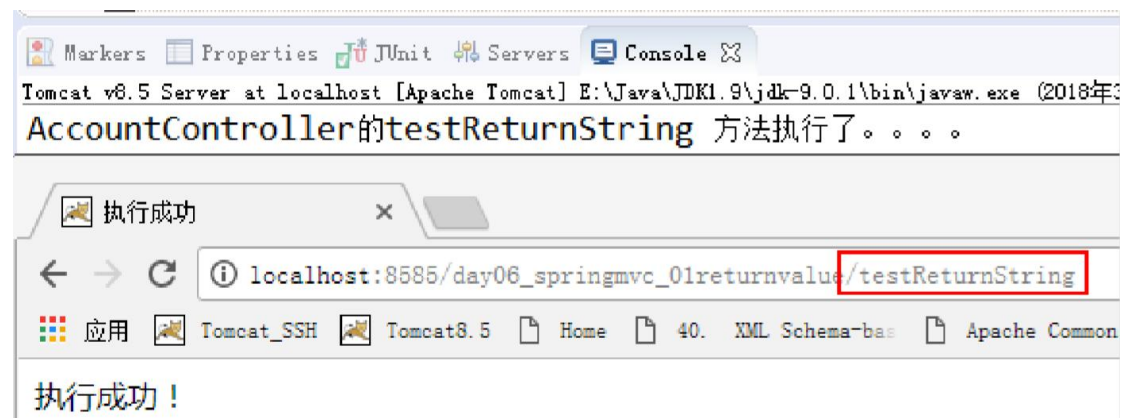 Markers Properties JUnit Servers Console
Tomcat v8.5 Server at localhost [Apache Tomcat] E:\Java\JDK1.9\jdk-9.0.1\bin\javaw.exe (2018年
AccountController的testReturnString 方法执行了。。。。
执行成功
localhost:8585/day06_springmvc_01returnvalue/testReturnString
应用 Tomcat_SSH Tomcat8.5 Home 40. XML Schema-bas Apache Common
执行成功！